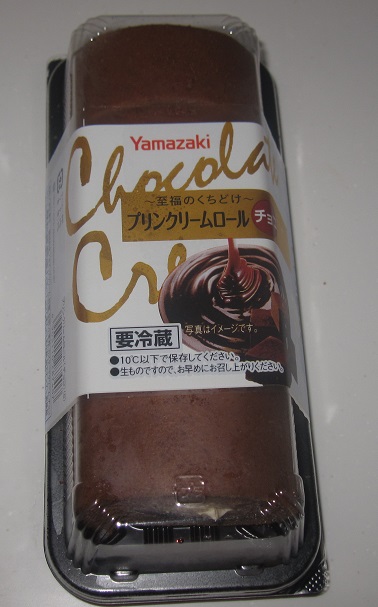 Yamazaki
Chocola
～至福のくちどけ～
プリンクリームロール チョ
Cre
写真はイメージです。
要冷蔵
●10℃以下で保存してください。
●生ものですので、お早めにお召し上がりください。